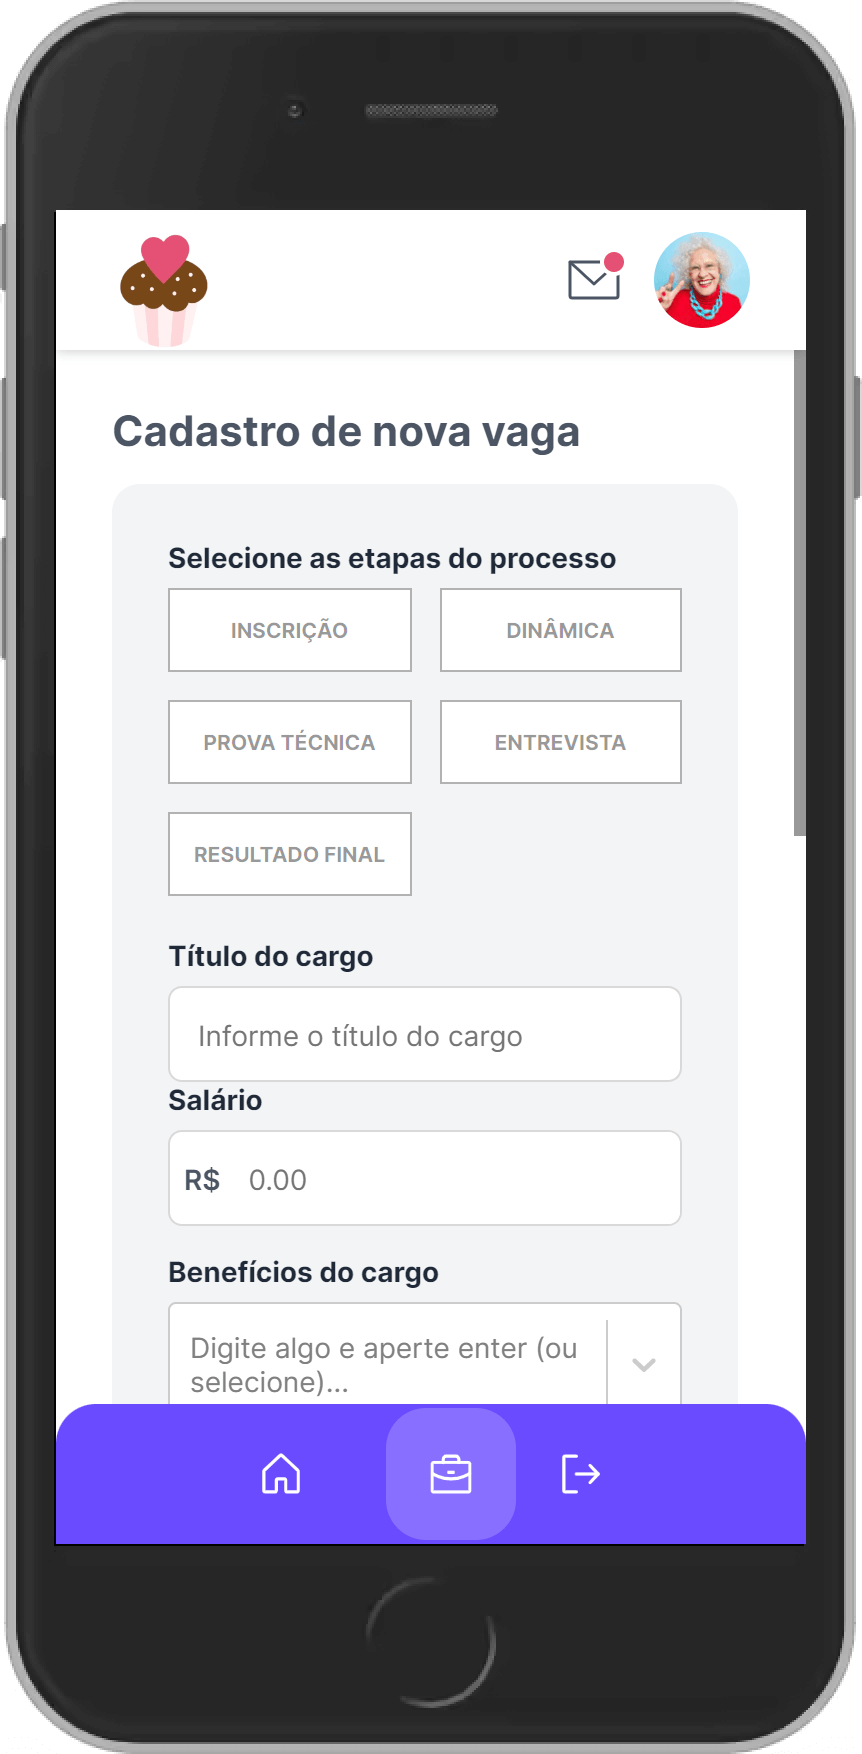 Cadastro de nova vaga
Selecione as etapas do processo
INSCRIÇÃO
DINÂMICA
PROVA TÉCNICA
ENTREVISTA
RESULTADO FINAL
Título do cargo
Informe o título do cargo
Salário
R$ 0.00
Benefícios do cargo
Digite algo e aperte enter (ou
selecione)...